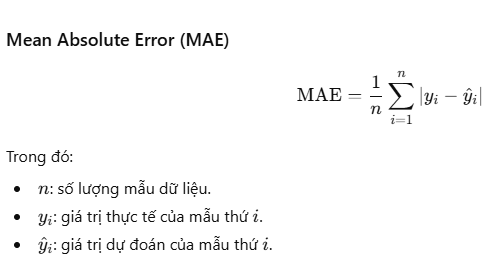 Mean Absolute Error (MAE)
MAE = \frac{1}{n} \sum_{i=1}^{n} |y_i - \hat{y}_i|
Trong đó:
• n: số lượng mẫu dữ liệu.
• y_i: giá trị thực tế của mẫu thứ i.
• \hat{y}_i: giá trị dự đoán của mẫu thứ i.